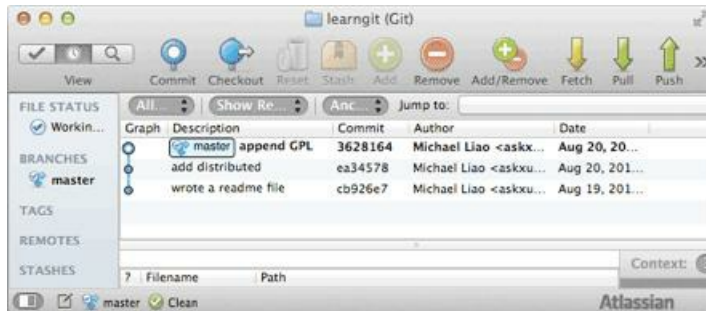 learngit (Git)
View Commit Checkout Reset Stash Add Remove Add/Remove Fetch Pull Push
All... Show Re... Anc... Jump to:
FILE STATUS
Workin...
BRANCHES
master
TAGS
REMOTES
STASHES
Graph Description Commit Author Date
master append GPL 3628164 Michael Liao <askx... Aug 20, 20...
add distributed ea34578 Michael Liao <askxu... Aug 20, 201...
wrote a readme file cb926e7 Michael Liao <askxu... Aug 19, 201...
Context:
? Filename Path
master Clean
Atlassian